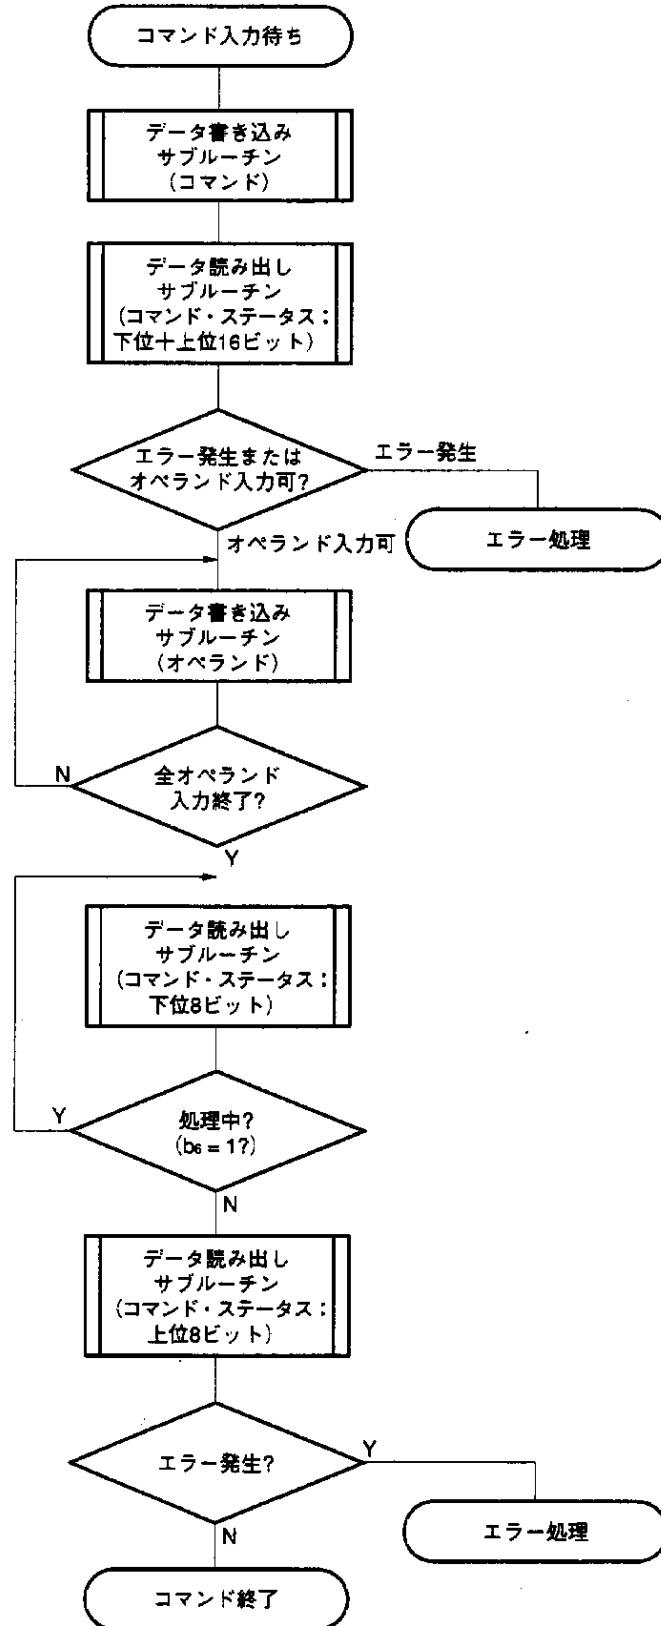 コマンド入力待ち
データ書き込み
サブルーチン
(コマンド)
データ読み出し
サブルーチン
(コマンド・ステータス：
下位＋上位16ビット)
エラー発生または
オペランド入力可?
エラー発生
エラー処理
オペランド入力可
データ書き込み
サブルーチン
(オペランド)
N
全オペランド
入力終了?
Y
データ読み出し
サブルーチン
(コマンド・ステータス：
下位8ビット)
Y
処理中?
(b6 = 1?)
N
データ読み出し
サブルーチン
(コマンド・ステータス：
上位8ビット)
エラー発生?
Y
エラー処理
N
コマンド終了